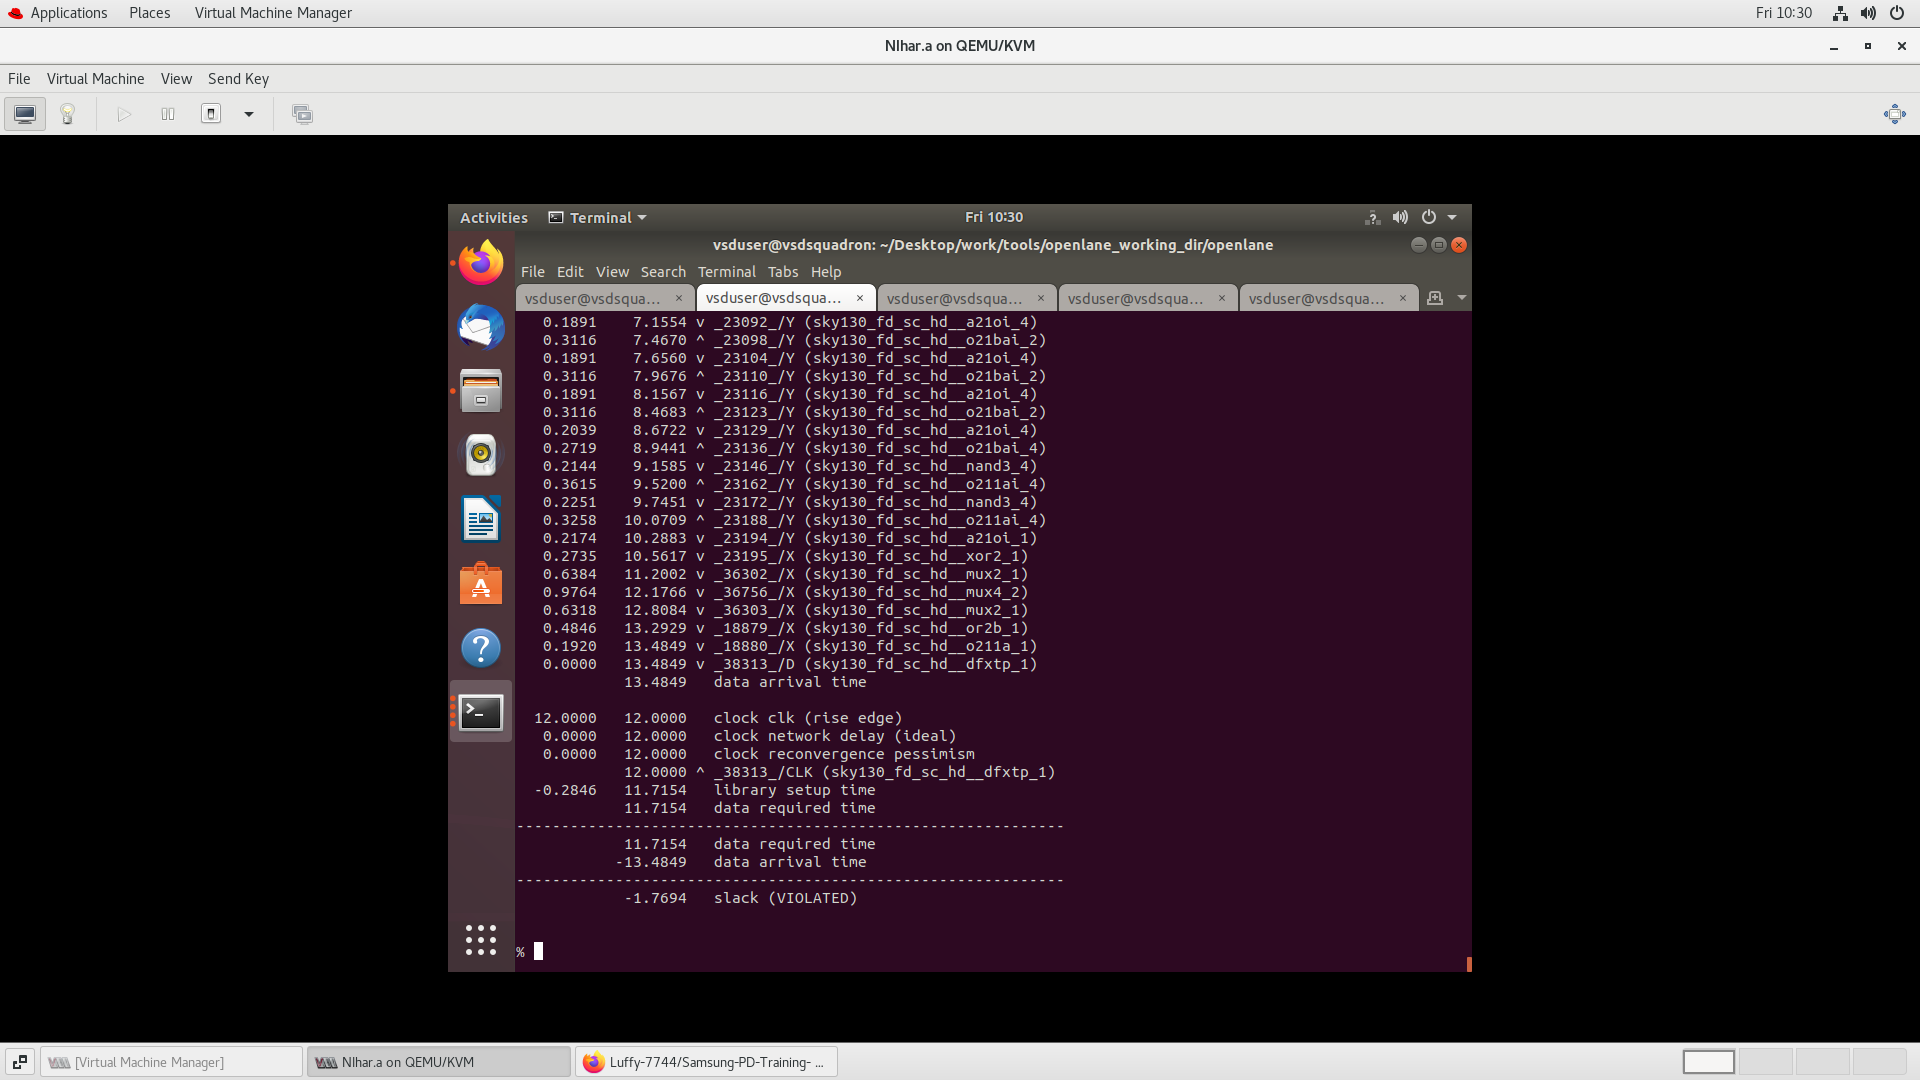 Applications Places Virtual Machine Manager Fri 10:30
NIhar.a on QEMU/KVM
File Virtual Machine View Send Key
Activities Terminal Fri 10:30
vsduser@vsdsquadron: ~/Desktop/work/tools/openlane_working_dir/openlane
File Edit View Search Terminal Tabs Help
vsduser@vsdsqua... × vsduser@vsdsqua... × vsduser@vsdsqua... × vsduser@vsdsqua... × vsduser@vsdsqua... ×
0.1891 7.1554 v _23092_/Y (sky130_fd_sc_hd__a21oi_4)
0.3116 7.4670 ^ _23098_/Y (sky130_fd_sc_hd__o21bai_2)
0.1891 7.6560 v _23104_/Y (sky130_fd_sc_hd__a21oi_4)
0.3116 7.9676 ^ _23110_/Y (sky130_fd_sc_hd__o21bai_2)
0.1891 8.1567 v _23116_/Y (sky130_fd_sc_hd__a21oi_4)
0.3116 8.4683 ^ _23123_/Y (sky130_fd_sc_hd__o21bai_2)
0.2039 8.6722 v _23129_/Y (sky130_fd_sc_hd__a21oi_4)
0.2719 8.9441 ^ _23136_/Y (sky130_fd_sc_hd__o21bai_4)
0.2144 9.1585 v _23146_/Y (sky130_fd_sc_hd__nand3_4)
0.3615 9.5200 ^ _23162_/Y (sky130_fd_sc_hd__o211ai_4)
0.2251 9.7451 v _23172_/Y (sky130_fd_sc_hd__nand3_4)
0.3258 10.0709 ^ _23188_/Y (sky130_fd_sc_hd__o211ai_4)
0.2174 10.2883 v _23194_/Y (sky130_fd_sc_hd__a21oi_1)
0.2735 10.5617 v _23195_/X (sky130_fd_sc_hd__xor2_1)
0.6384 11.2002 v _36302_/X (sky130_fd_sc_hd__mux2_1)
0.9764 12.1766 v _36756_/X (sky130_fd_sc_hd__mux4_2)
0.6318 12.8084 v _36303_/X (sky130_fd_sc_hd__mux2_1)
0.4846 13.2929 v _18879_/X (sky130_fd_sc_hd__or2b_1)
0.1920 13.4849 v _18880_/X (sky130_fd_sc_hd__o211a_1)
0.0000 13.4849 v _38313_/D (sky130_fd_sc_hd__dfxtp_1)
13.4849 data arrival time
12.0000 12.0000 clock clk (rise edge)
0.0000 12.0000 clock network delay (ideal)
0.0000 12.0000 clock reconvergence pessimism
12.0000 ^ _38313_/CLK (sky130_fd_sc_hd__dfxtp_1)
-0.2846 11.7154 library setup time
11.7154 data required time
-------------------------------------------------------------
11.7154 data required time
-13.4849 data arrival time
-------------------------------------------------------------
-1.7694 slack (VIOLATED)
%
[Virtual Machine Manager] NIhar.a on QEMU/KVM Luffy-7744/Samsung-PD-Training- ...